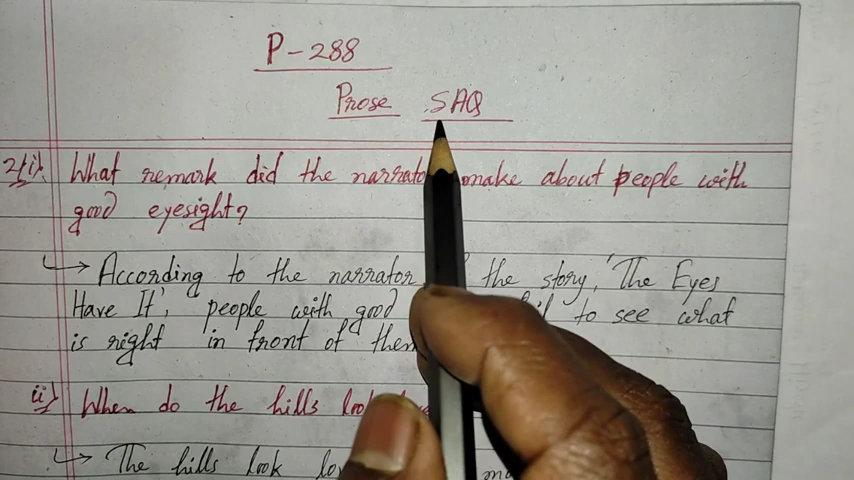 P-288
Prose SAQ
2)i) What remark did the narrato make about people with
good eyesight?
↳ According to the narrator the story, 'The Eyes
Have It', people with good to see what
is right in front of them
ii) When do the hills look
↳ The hills look